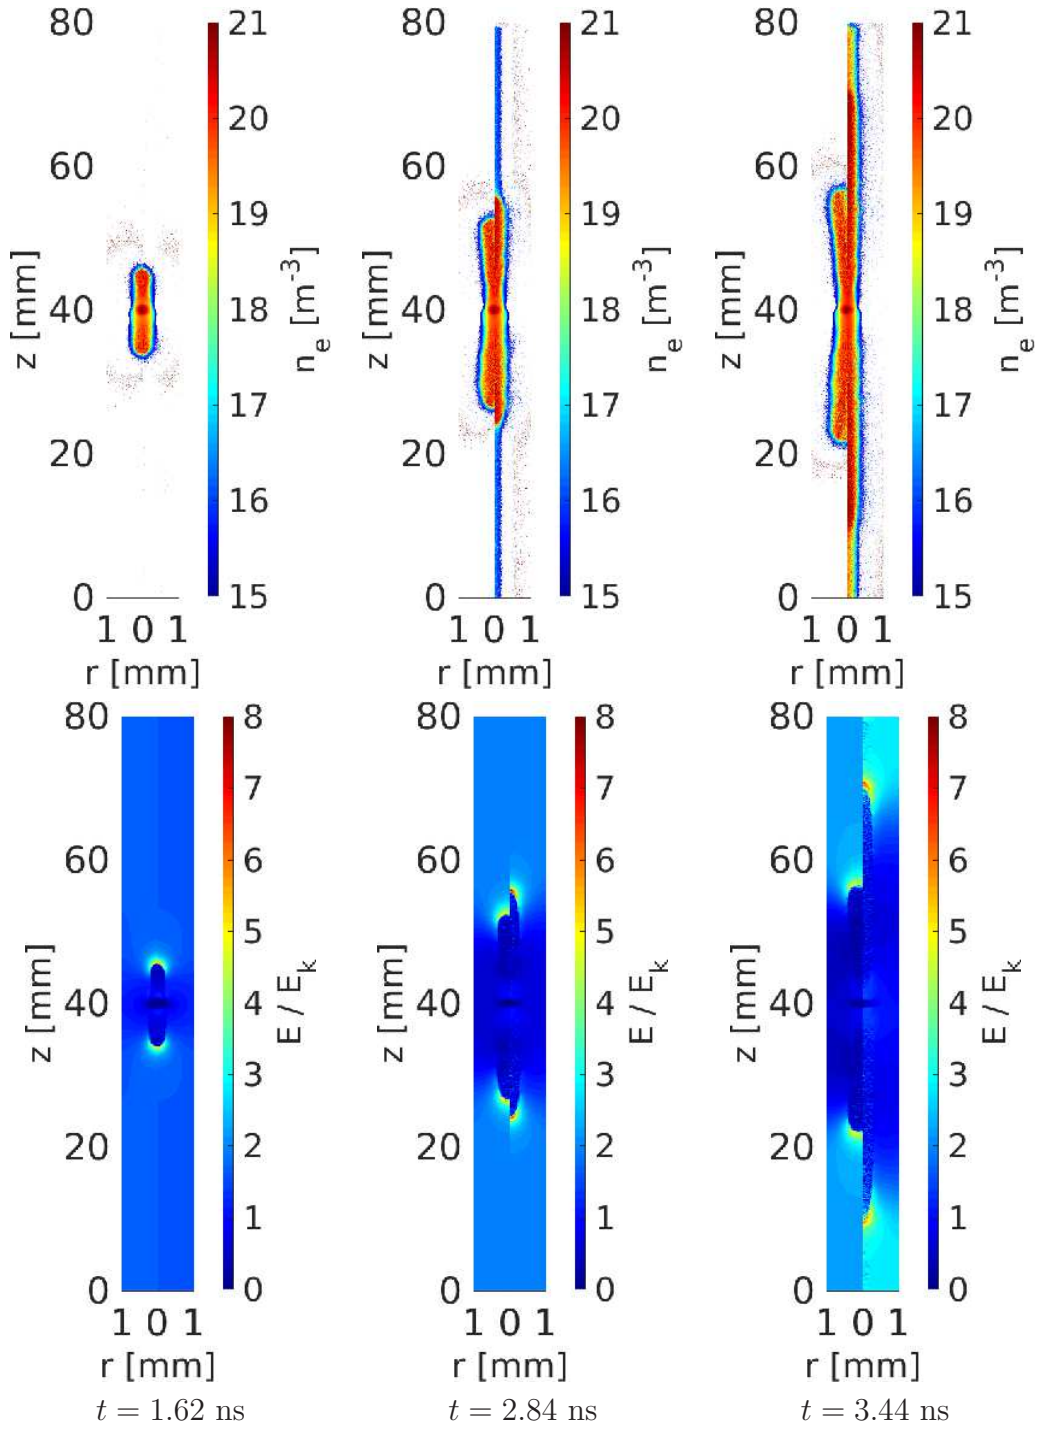 80
60
40
20
0
z [mm]
1 0 1
r [mm]
21
20
19
18
17
16
15
n_e [m^-3]
80
60
40
20
0
z [mm]
1 0 1
r [mm]
21
20
19
18
17
16
15
n_e [m^-3]
80
60
40
20
0
z [mm]
1 0 1
r [mm]
21
20
19
18
17
16
15
n_e [m^-3]
80
60
40
20
0
z [mm]
1 0 1
r [mm]
8
7
6
5
4
3
2
1
0
E / E_k
t = 1.62 ns
80
60
40
20
0
z [mm]
1 0 1
r [mm]
8
7
6
5
4
3
2
1
0
E / E_k
t = 2.84 ns
80
60
40
20
0
z [mm]
1 0 1
r [mm]
8
7
6
5
4
3
2
1
0
E / E_k
t = 3.44 ns